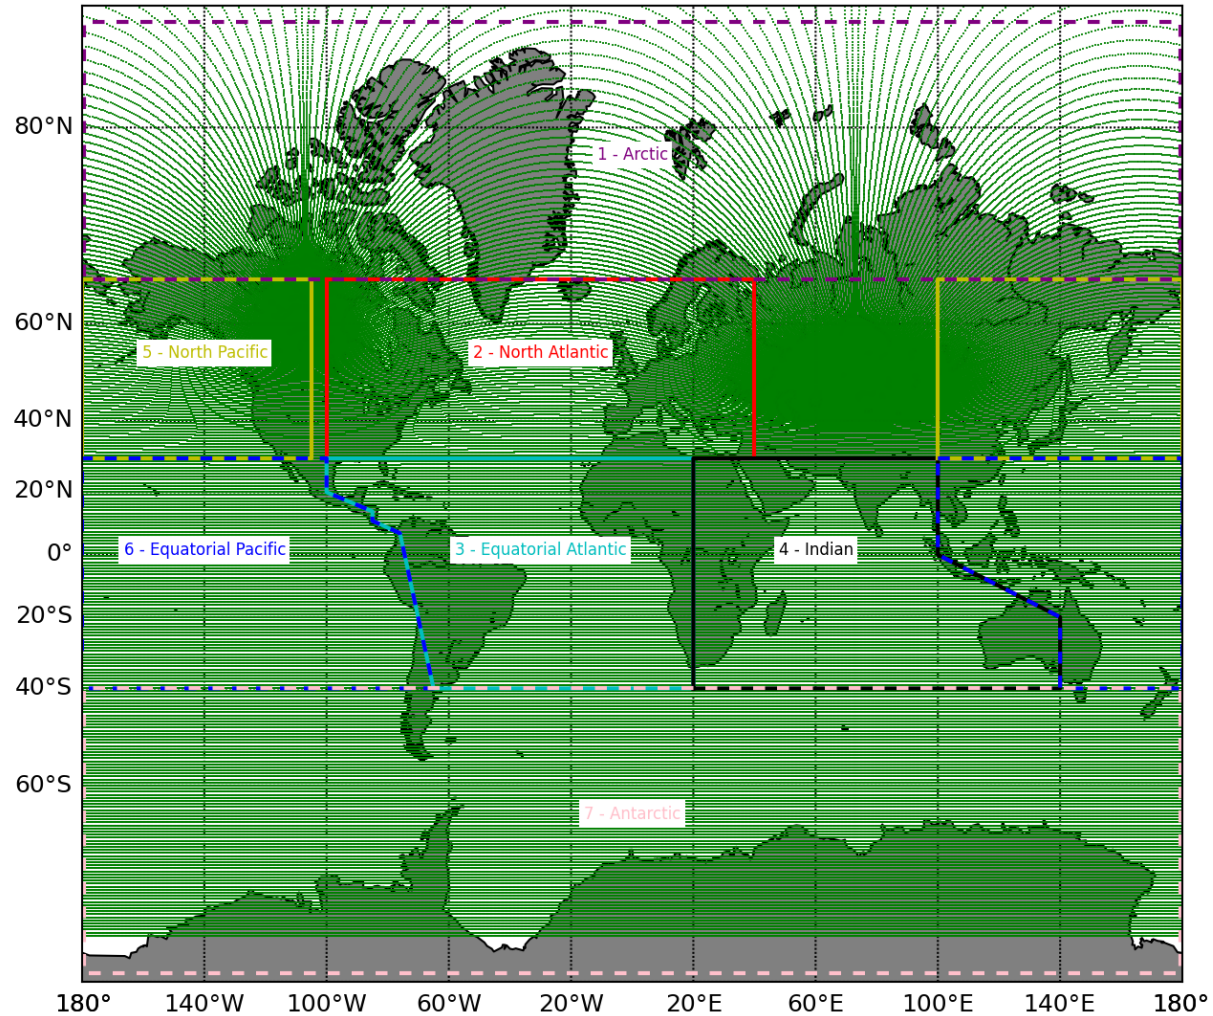 80°N
1 - Arctic
60°N
5 - North Pacific
2 - North Atlantic
40°N
20°N
6 - Equatorial Pacific
3 - Equatorial Atlantic
4 - Indian
0°
20°S
40°S
60°S
7 - Antarctic
180° 140°W 100°W 60°W 20°W 20°E 60°E 100°E 140°E 180°